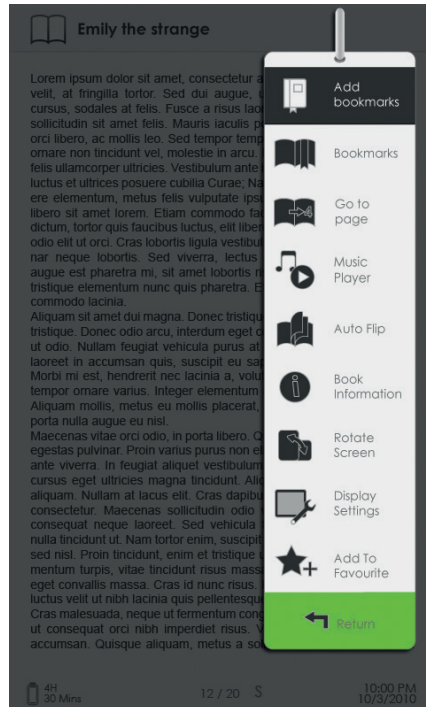 Emily the strange
Lorem ipsum dolor sit amet, consectetur a
velit, at fringilla tortor. Sed dui augue,
cursus, sodales at felis. Fusce a risus laor
sollicitudin sit amet felis. Mauris iaculis p
orci libero, ac mollis leo. Sed tempor temp
ornare non tincidunt vel, molestie in arcu.
felis ullamcorper ultricies. Vestibulum ante
luctus et ultrices posuere cubilia Curae; Na
ere elementum, metus felis vulputate ips
libero sit amet lorem. Etiam commodo fa
dictum, tortor quis faucibus luctus, elit liber
odio elit ut orci. Cras lobortis ligula vestibul
nar neque lobortis. Sed viverra, lectus
augue est pharetra mi, sit amet lobortis ri
tristique elementum nunc quis pharetra. E
commodo lacinia.
Aliquam sit amet dui magna. Donec tristiqu
tristique. Donec odio arcu, interdum eget c
ut odio. Nullam feugiat vehicula purus at
laoreet in accumsan quis, suscipit eu sap
Morbi mi est, hendrerit nec lacinia a, volu
tempor ornare varius. Integer elementum
Aliquam mollis, metus eu mollis placerat,
porta nulla augue eu nisl.
Maecenas vitae orci odio, in porta libero. Q
egestas pulvinar. Proin varius purus non el
ante viverra. In feugiat aliquet vestibulum
cursus eget ultricies magna tincidunt. Aliq
aliquam. Nullam at lacus elit. Cras dapibu
consectetur. Maecenas sollicitudin odio
consequat neque laoreet. Sed vehicula
nulla tincidunt ut. Nam tortor enim, suscipit
sed nisl. Proin tincidunt, enim et tristique
mentum turpis, vitae tincidunt risus mass
eget convallis massa. Cras id nunc risus.
luctus velit ut nibh lacinia quis pellentesqu
Cras malesuada, neque ut fermentum cong
ut consequat orci nibh imperdiet risus. V
accumsan. Quisque aliquam, metus a so
Add
bookmarks
Bookmarks
Go to
page
Music
Player
Auto Flip
Book
Information
Rotate
Screen
Display
Settings
Add To
Favourite
Return
4H
30 Mins
12 / 20 S
10:00 PM
10/3/2010